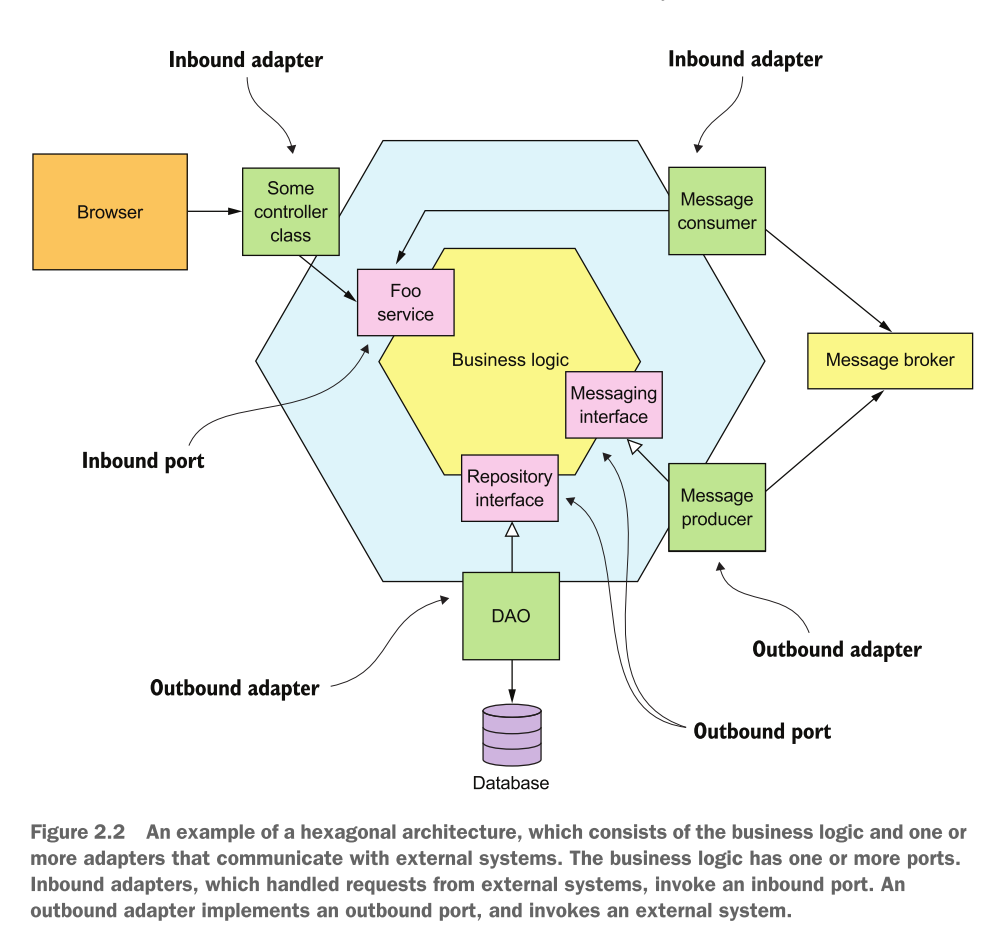 Inbound adapter
Inbound adapter
Browser
Some
controller
class
Message
consumer
Foo
service
Business logic
Message broker
Messaging
interface
Inbound port
Repository
interface
Message
producer
DAO
Outbound adapter
Outbound adapter
Outbound port
Database
Figure 2.2 An example of a hexagonal architecture, which consists of the business logic and one or
more adapters that communicate with external systems. The business logic has one or more ports.
Inbound adapters, which handled requests from external systems, invoke an inbound port. An
outbound adapter implements an outbound port, and invokes an external system.